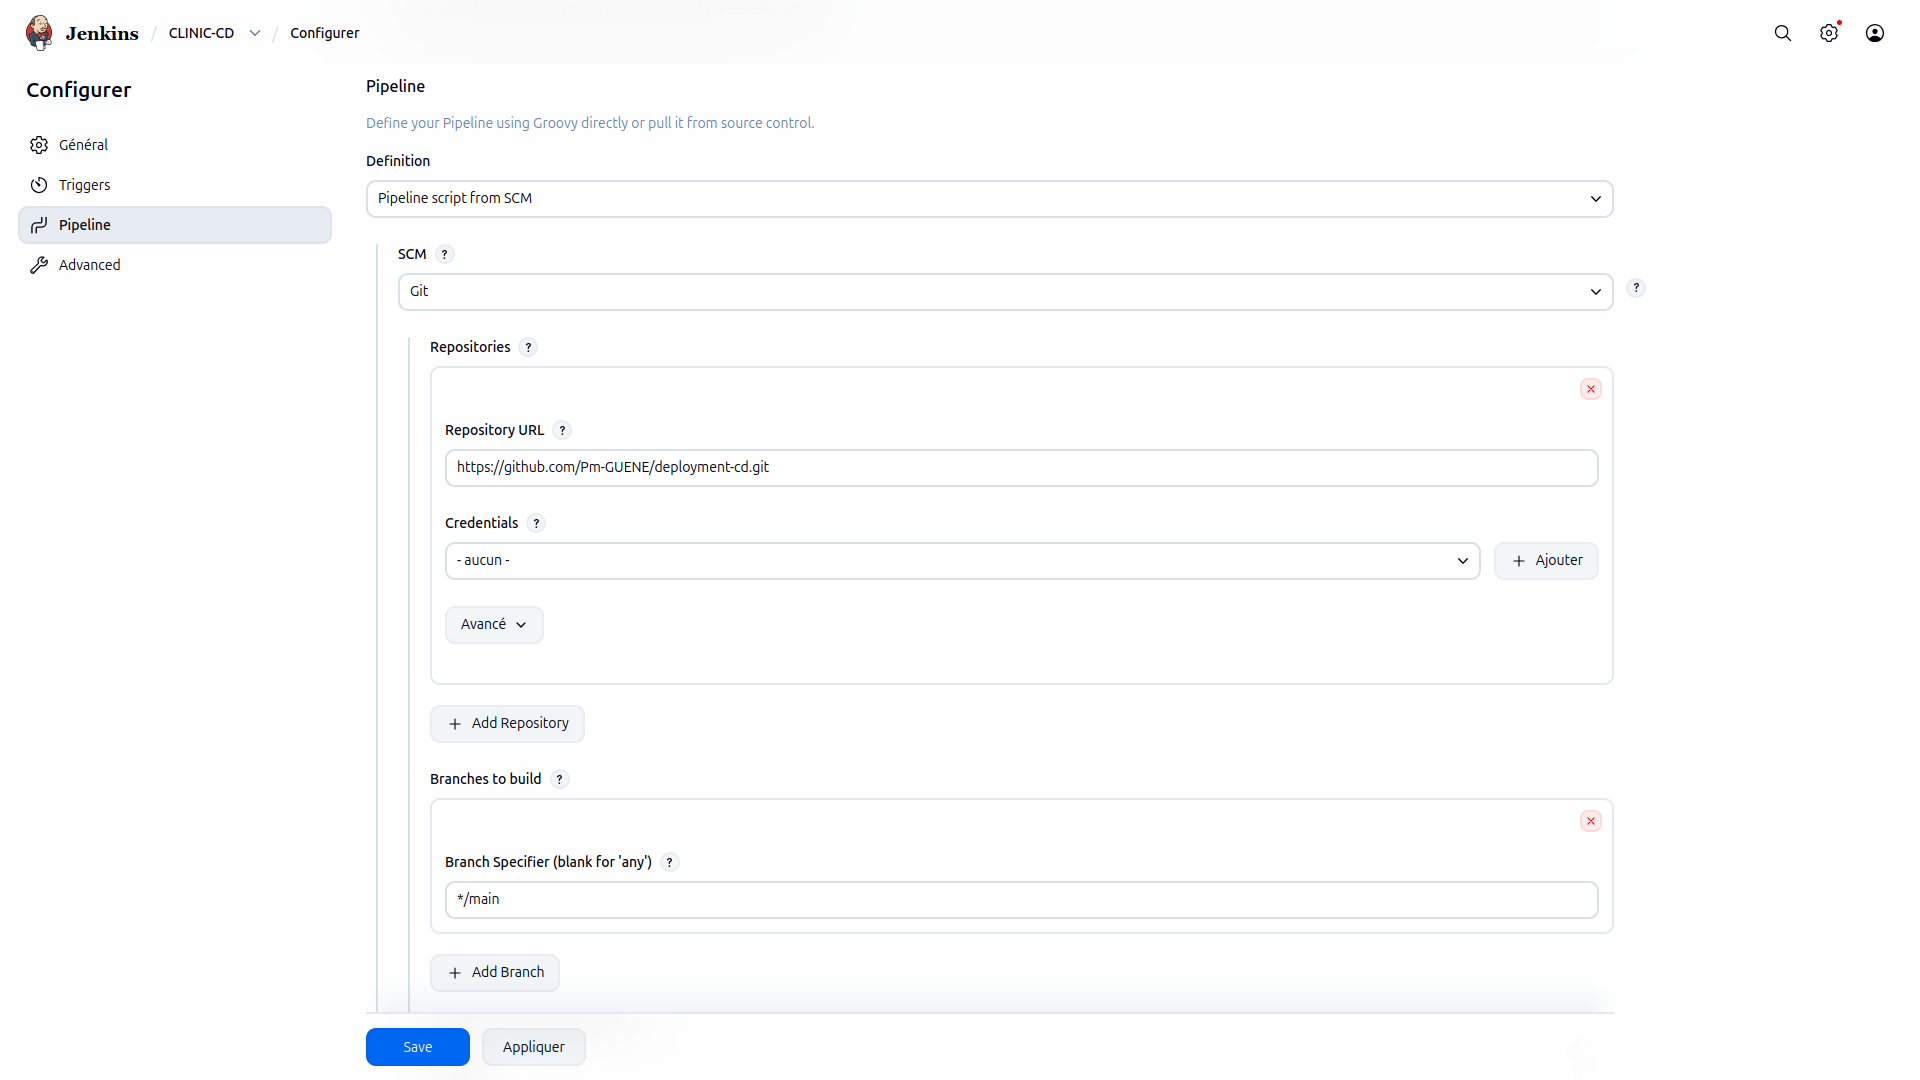 Jenkins / CLINIC-CD / Configurer
Configurer
Général
Triggers
Pipeline
Advanced
Pipeline
Define your Pipeline using Groovy directly or pull it from source control.
Definition
Pipeline script from SCM
SCM ?
Git
?
Repositories ?
Repository URL ?
https://github.com/Pm-GUENE/deployment-cd.git
Credentials ?
- aucun -
+ Ajouter
Avancé
+ Add Repository
Branches to build ?
Branch Specifier (blank for 'any') ?
*/main
+ Add Branch
Save
Appliquer